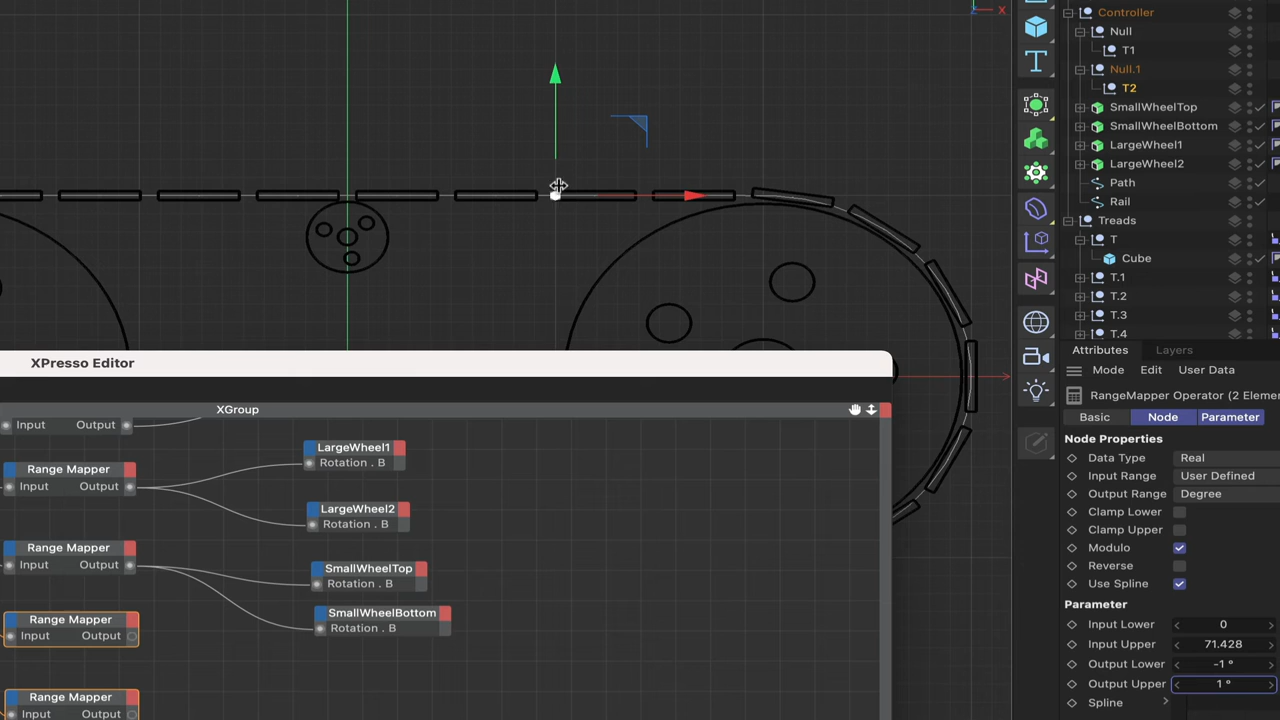 X
Controller
Null
T1
Null.1
T2
SmallWheelTop
SmallWheelBottom
LargeWheel1
LargeWheel2
Path
Rail
Treads
T
Cube
T.1
T.2
T.3
T.4
Attributes Layers
Mode Edit User Data
RangeMapper Operator (2 Eleme
Basic Node Parameter
Node Properties
Data Type Real
Input Range User Defined
Output Range Degree
Clamp Lower
Clamp Upper
Modulo
Reverse
Use Spline
Parameter
Input Lower 0
Input Upper 71.428
Output Lower -1 °
Output Upper 1 °
Spline
XPresso Editor
XGroup
Input Output
Range Mapper
Input Output
LargeWheel1
Rotation . B
LargeWheel2
Rotation . B
Range Mapper
Input Output
SmallWheelTop
Rotation . B
SmallWheelBottom
Rotation . B
Range Mapper
Input Output
Range Mapper
Input Output